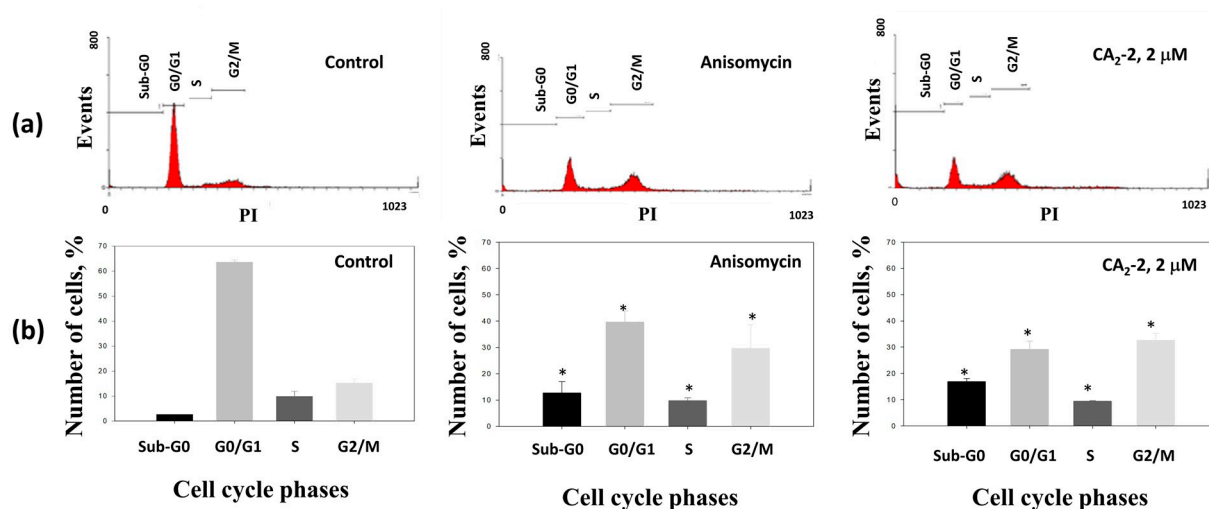 (a)
800
Events
Sub-G0
G0/G1
S
G2/M
Control
0
PI
1023
800
Events
Sub-G0
G0/G1
S
G2/M
Anisomycin
0
PI
1023
800
Events
Sub-G0
G0/G1
S
G2/M
CA₂-2, 2 μM
0
PI
1023
(b)
Number of cells, %
70
60
50
40
30
20
10
0
Control
Sub-G0 G0/G1 S G2/M
Cell cycle phases
Number of cells, %
70
60
50
40
30
20
10
0
Anisomycin
* * * *
Sub-G0 G0/G1 S G2/M
Cell cycle phases
Number of cells, %
70
60
50
40
30
20
10
0
CA₂-2, 2 μM
* * * *
Sub-G0 G0/G1 S G2/M
Cell cycle phases